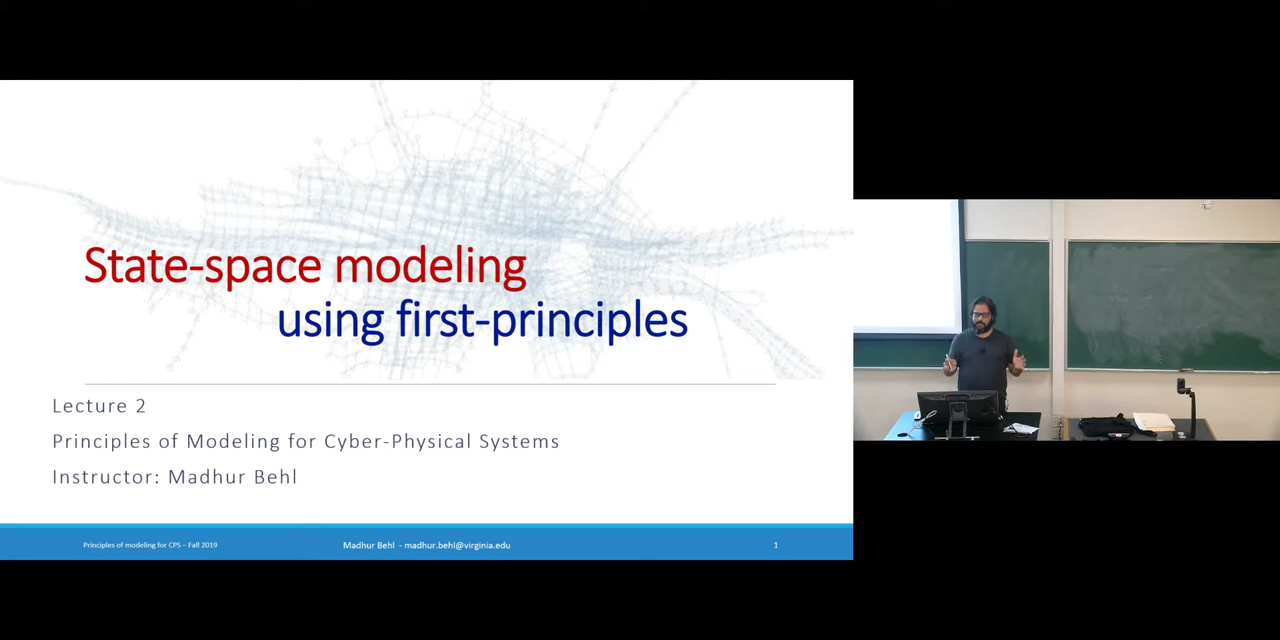 State-space modeling
using first-principles
Lecture 2
Principles of Modeling for Cyber-Physical Systems
Instructor: Madhur Behl
Principles of modeling for CPS – Fall 2019
Madhur Behl - madhur.behl@virginia.edu
1